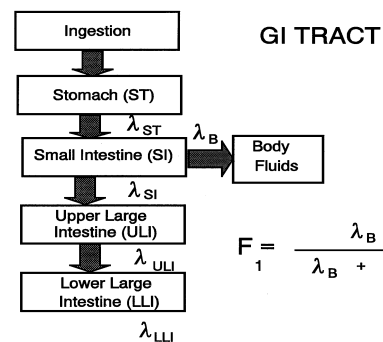 Ingestion
GI TRACT
Stomach (ST)
λST
λB
Small Intestine (SI)
Body
Fluids
λSI
Upper Large
Intestine (ULI)
λULI
Lower Large
Intestine (LLI)
λLLI
F1 =
λB
λB +